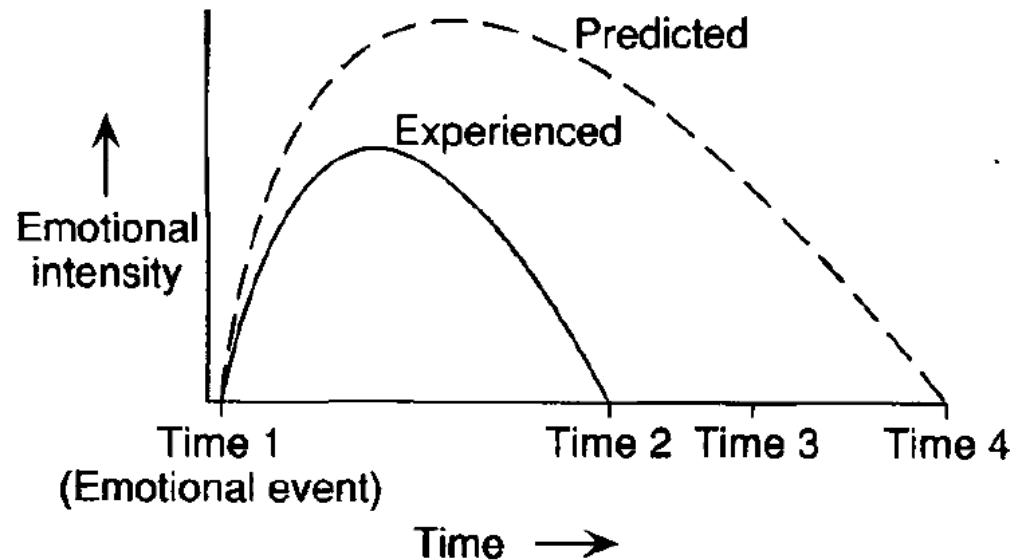 Predicted
Experienced
Emotional
intensity
Time 1
(Emotional event)
Time 2
Time 3
Time 4
Time